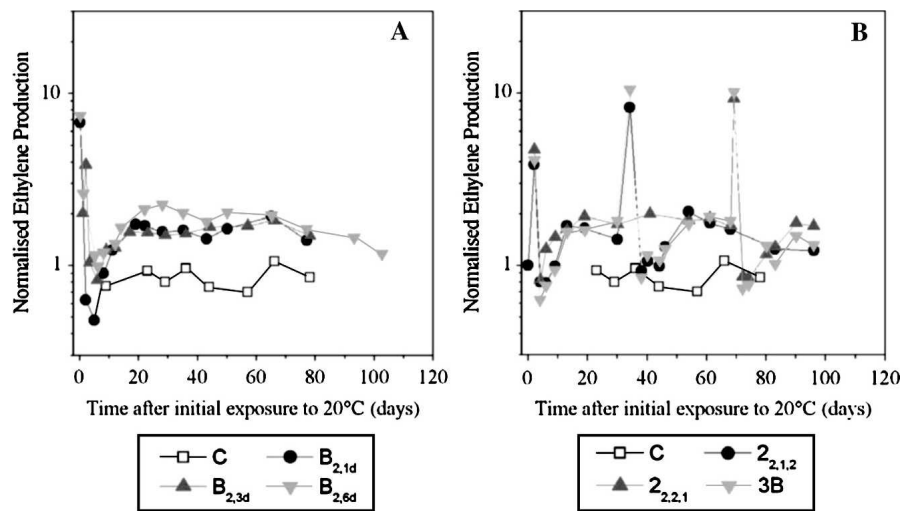 A
Normalised Ethylene Production
10
1
0 20 40 60 80 100 120
Time after initial exposure to 20°C (days)
C B2,1d
B2,3d B2,6d
B
Normalised Ethylene Production
10
1
0 20 40 60 80 100 120
Time after initial exposure to 20°C (days)
C 22,1,2
22,2,1 3B